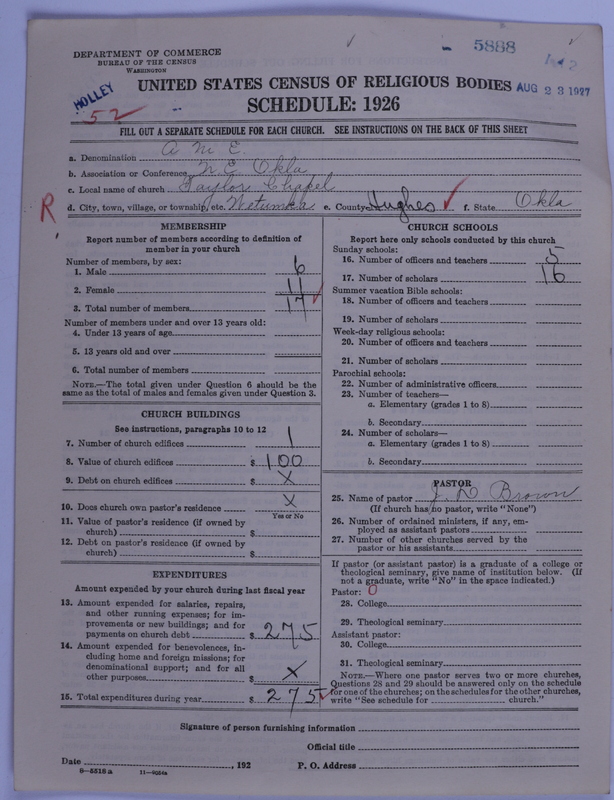 DEPARTMENT OF COMMERCE
BUREAU OF THE CENSUS
WASHINGTON
5888
HOLLEY
52
UNITED STATES CENSUS OF RELIGIOUS BODIES AUG 23 1927
SCHEDULE: 1926
FILL OUT A SEPARATE SCHEDULE FOR EACH CHURCH. SEE INSTRUCTIONS ON THE BACK OF THIS SHEET
a. Denomination A M E.
b. Association or Conference N. E. Okla
c. Local name of church Taylor Chapel
R d. City, town, village, or township, etc. Wetumka e. County Hughes f. State Okla
MEMBERSHIP
Report number of members according to definition of
member in your church
Number of members, by sex:
1. Male 6
2. Female 11
3. Total number of members 17
Number of members under and over 13 years old:
4. Under 13 years of age
5. 13 years old and over
6. Total number of members
NOTE.—The total given under Question 6 should be the
same as the total of males and females given under Question 3.
CHURCH BUILDINGS
See instructions, paragraphs 10 to 12
7. Number of church edifices 1
8. Value of church edifices $ 100
9. Debt on church edifices $ X
10. Does church own pastor's residence X
Yes or No
11. Value of pastor's residence (if owned by
church) $
12. Debt on pastor's residence (if owned by
church) $
EXPENDITURES
Amount expended by your church during last fiscal year
13. Amount expended for salaries, repairs,
and other running expenses; for im-
provements or new buildings; and for
payments on church debt $ 275
14. Amount expended for benevolences, in-
cluding home and foreign missions; for
denominational support; and for all
other purposes $ X
15. Total expenditures during year $ 275
CHURCH SCHOOLS
Report here only schools conducted by this church
Sunday schools:
16. Number of officers and teachers 5
17. Number of scholars 16
Summer vacation Bible schools:
18. Number of officers and teachers
19. Number of scholars
Week-day religious schools:
20. Number of officers and teachers
21. Number of scholars
Parochial schools:
22. Number of administrative officers
23. Number of teachers—
a. Elementary (grades 1 to 8)
b. Secondary
24. Number of scholars—
a. Elementary (grades 1 to 8)
b. Secondary
PASTOR
25. Name of pastor J. D Brown
(If church has no pastor, write "None")
26. Number of ordained ministers, if any, em-
ployed as assistant pastors
27. Number of other churches served by the
pastor or his assistants
If pastor (or assistant pastor) is a graduate of a college or
theological seminary, give name of institution below. (If
not a graduate, write "No" in the space indicated.)
Pastor: 0
28. College
29. Theological seminary
Assistant pastor:
30. College
31. Theological seminary
NOTE.—Where one pastor serves two or more churches,
Questions 28 and 29 should be answered only on the schedule
for one of the churches; on the schedules for the other churches,
write "See schedule for church."
Signature of person furnishing information
Official title
Date , 192 P. O. Address
8—5518a 11—9054a